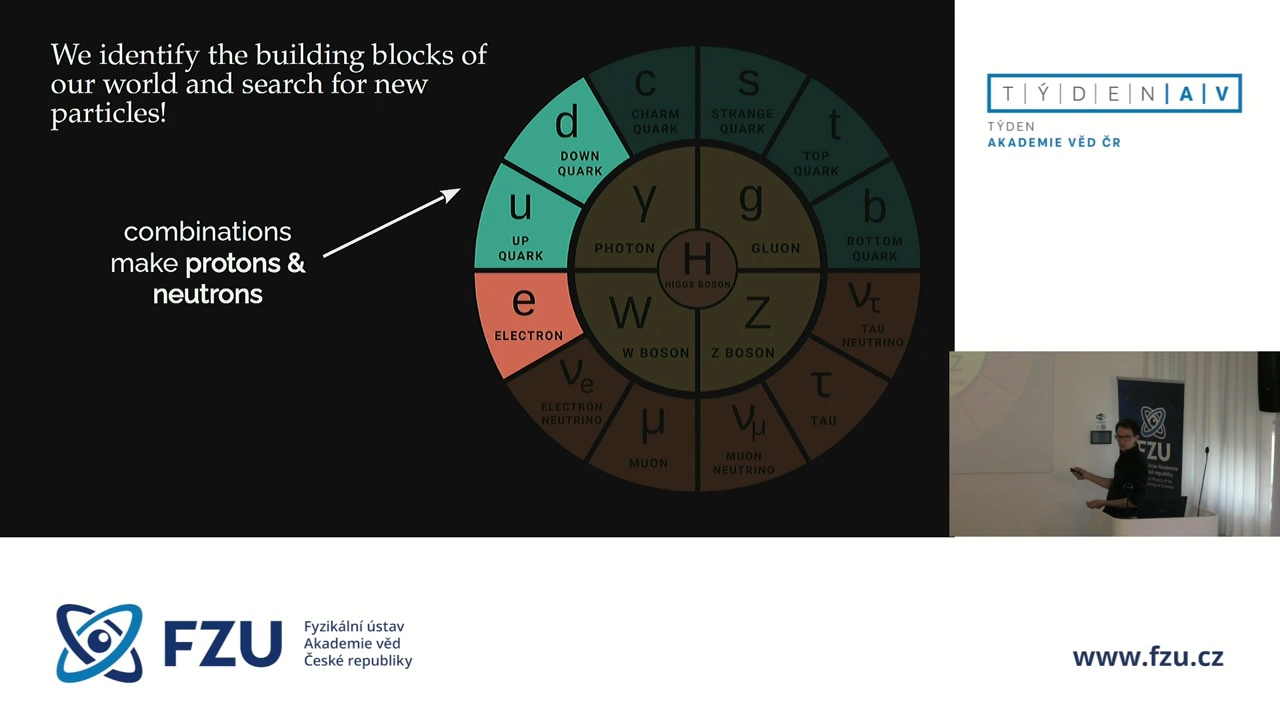 We identify the building blocks of
our world and search for new
particles!
combinations
make protons &
neutrons
c
CHARM
QUARK
s
STRANGE
QUARK
d
DOWN
QUARK
t
TOP
QUARK
u
UP
QUARK
γ
PHOTON
g
GLUON
b
BOTTOM
QUARK
H
HIGGS BOSON
e
ELECTRON
W
W BOSON
Z
Z BOSON
ντ
TAU
NEUTRINO
νe
ELECTRON
NEUTRINO
μ
MUON
νμ
MUON
NEUTRINO
τ
TAU
TÝDENAV
TÝDEN
AKADEMIE VĚD ČR
Z
FZU
FZU
Fyzikální ústav
Akademie věd
České republiky
www.fzu.cz